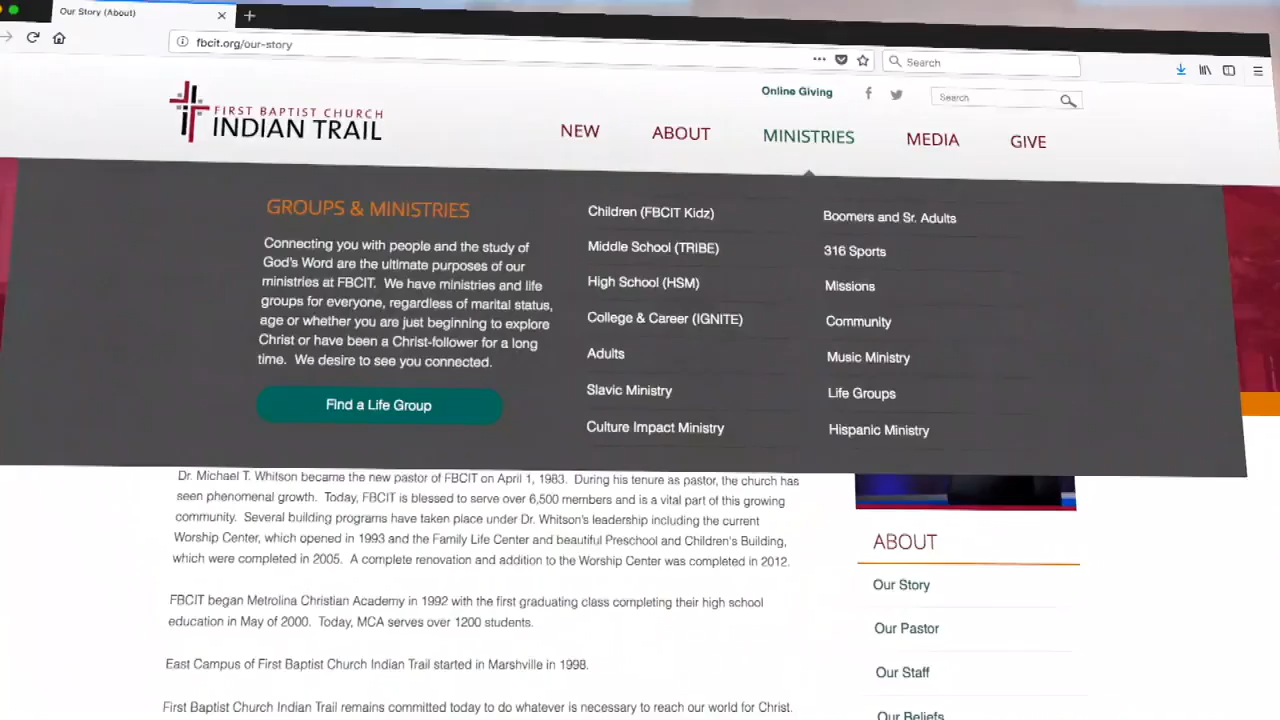 Our Story (About)
fbcit.org/our-story
Search
Online Giving
Search
FIRST BAPTIST CHURCH
INDIAN TRAIL
NEW
ABOUT
MINISTRIES
MEDIA
GIVE
GROUPS & MINISTRIES
Connecting you with people and the study of
God's Word are the ultimate purposes of our
ministries at FBCIT. We have ministries and life
groups for everyone, regardless of marital status,
age or whether you are just beginning to explore
Christ or have been a Christ-follower for a long
time. We desire to see you connected.
Find a Life Group
Children (FBCIT Kidz)
Middle School (TRIBE)
High School (HSM)
College & Career (IGNITE)
Adults
Slavic Ministry
Culture Impact Ministry
Boomers and Sr. Adults
316 Sports
Missions
Community
Music Ministry
Life Groups
Hispanic Ministry
Dr. Michael T. Whitson became the new pastor of FBCIT on April 1, 1983. During his tenure as pastor, the church has
seen phenomenal growth. Today, FBCIT is blessed to serve over 6,500 members and is a vital part of this growing
community. Several building programs have taken place under Dr. Whitson's leadership including the current
Worship Center, which opened in 1993 and the Family Life Center and beautiful Preschool and Children's Building,
which were completed in 2005. A complete renovation and addition to the Worship Center was completed in 2012.
FBCIT began Metrolina Christian Academy in 1992 with the first graduating class completing their high school
education in May of 2000. Today, MCA serves over 1200 students.
East Campus of First Baptist Church Indian Trail started in Marshville in 1998.
First Baptist Church Indian Trail remains committed today to do whatever is necessary to reach our world for Christ.
ABOUT
Our Story
Our Pastor
Our Staff
Our Beliefs